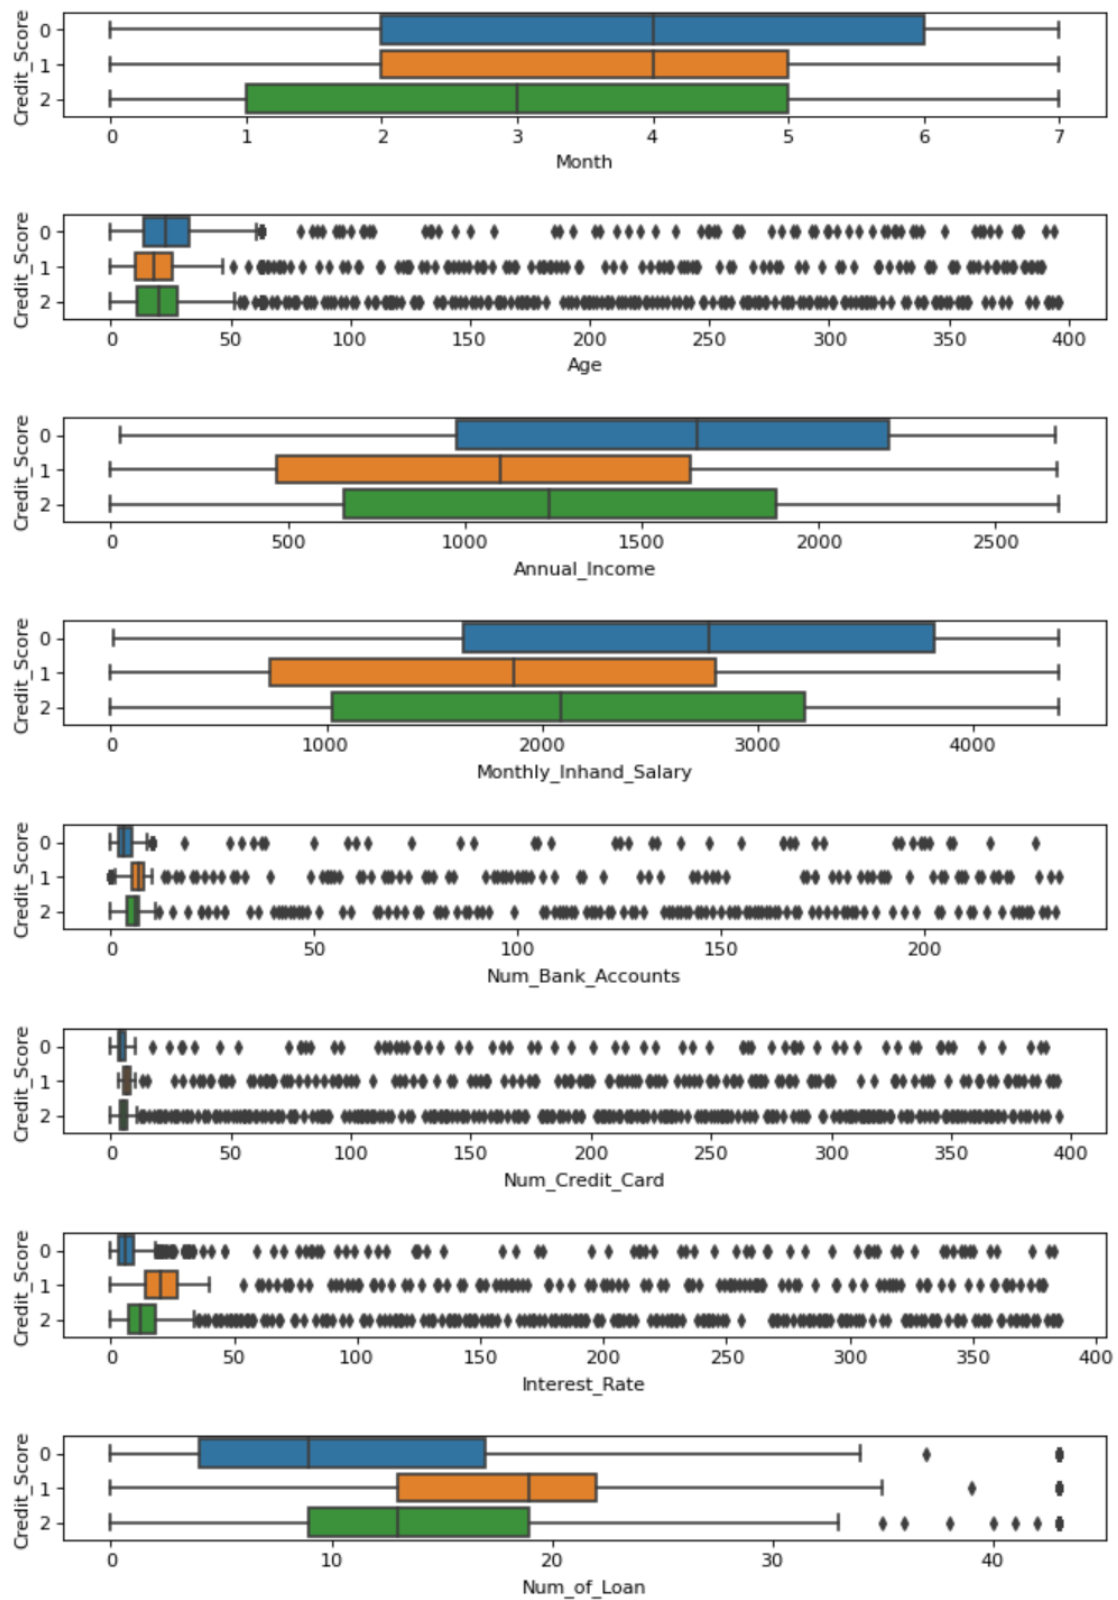 Credit_Score
0
1
2
0 1 2 3 4 5 6 7
Month
Credit_Score
0
1
2
0 50 100 150 200 250 300 350 400
Age
Credit_Score
0
1
2
0 500 1000 1500 2000 2500
Annual_Income
Credit_Score
0
1
2
0 1000 2000 3000 4000
Monthly_Inhand_Salary
Credit_Score
0
1
2
0 50 100 150 200
Num_Bank_Accounts
Credit_Score
0
1
2
0 50 100 150 200 250 300 350 400
Num_Credit_Card
Credit_Score
0
1
2
0 50 100 150 200 250 300 350 400
Interest_Rate
Credit_Score
0
1
2
0 10 20 30 40
Num_of_Loan